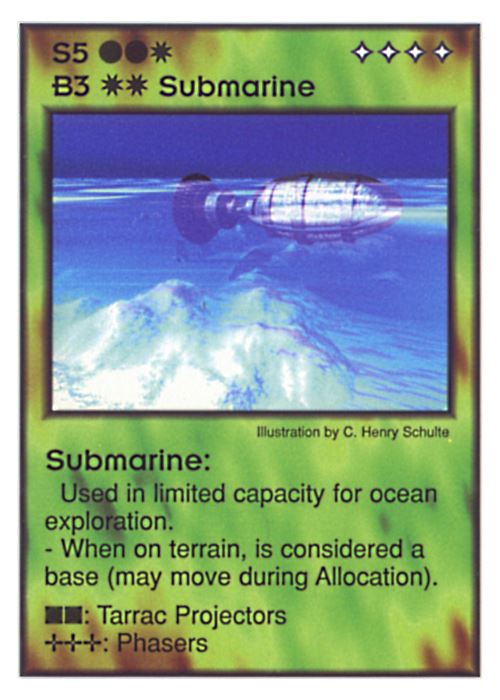 S5 ●●✷
B3 ✷✷ Submarine
Illustration by C. Henry Schulte
Submarine:
Used in limited capacity for ocean
exploration.
- When on terrain, is considered a
base (may move during Allocation).
■■: Tarrac Projectors
✛✛✛: Phasers